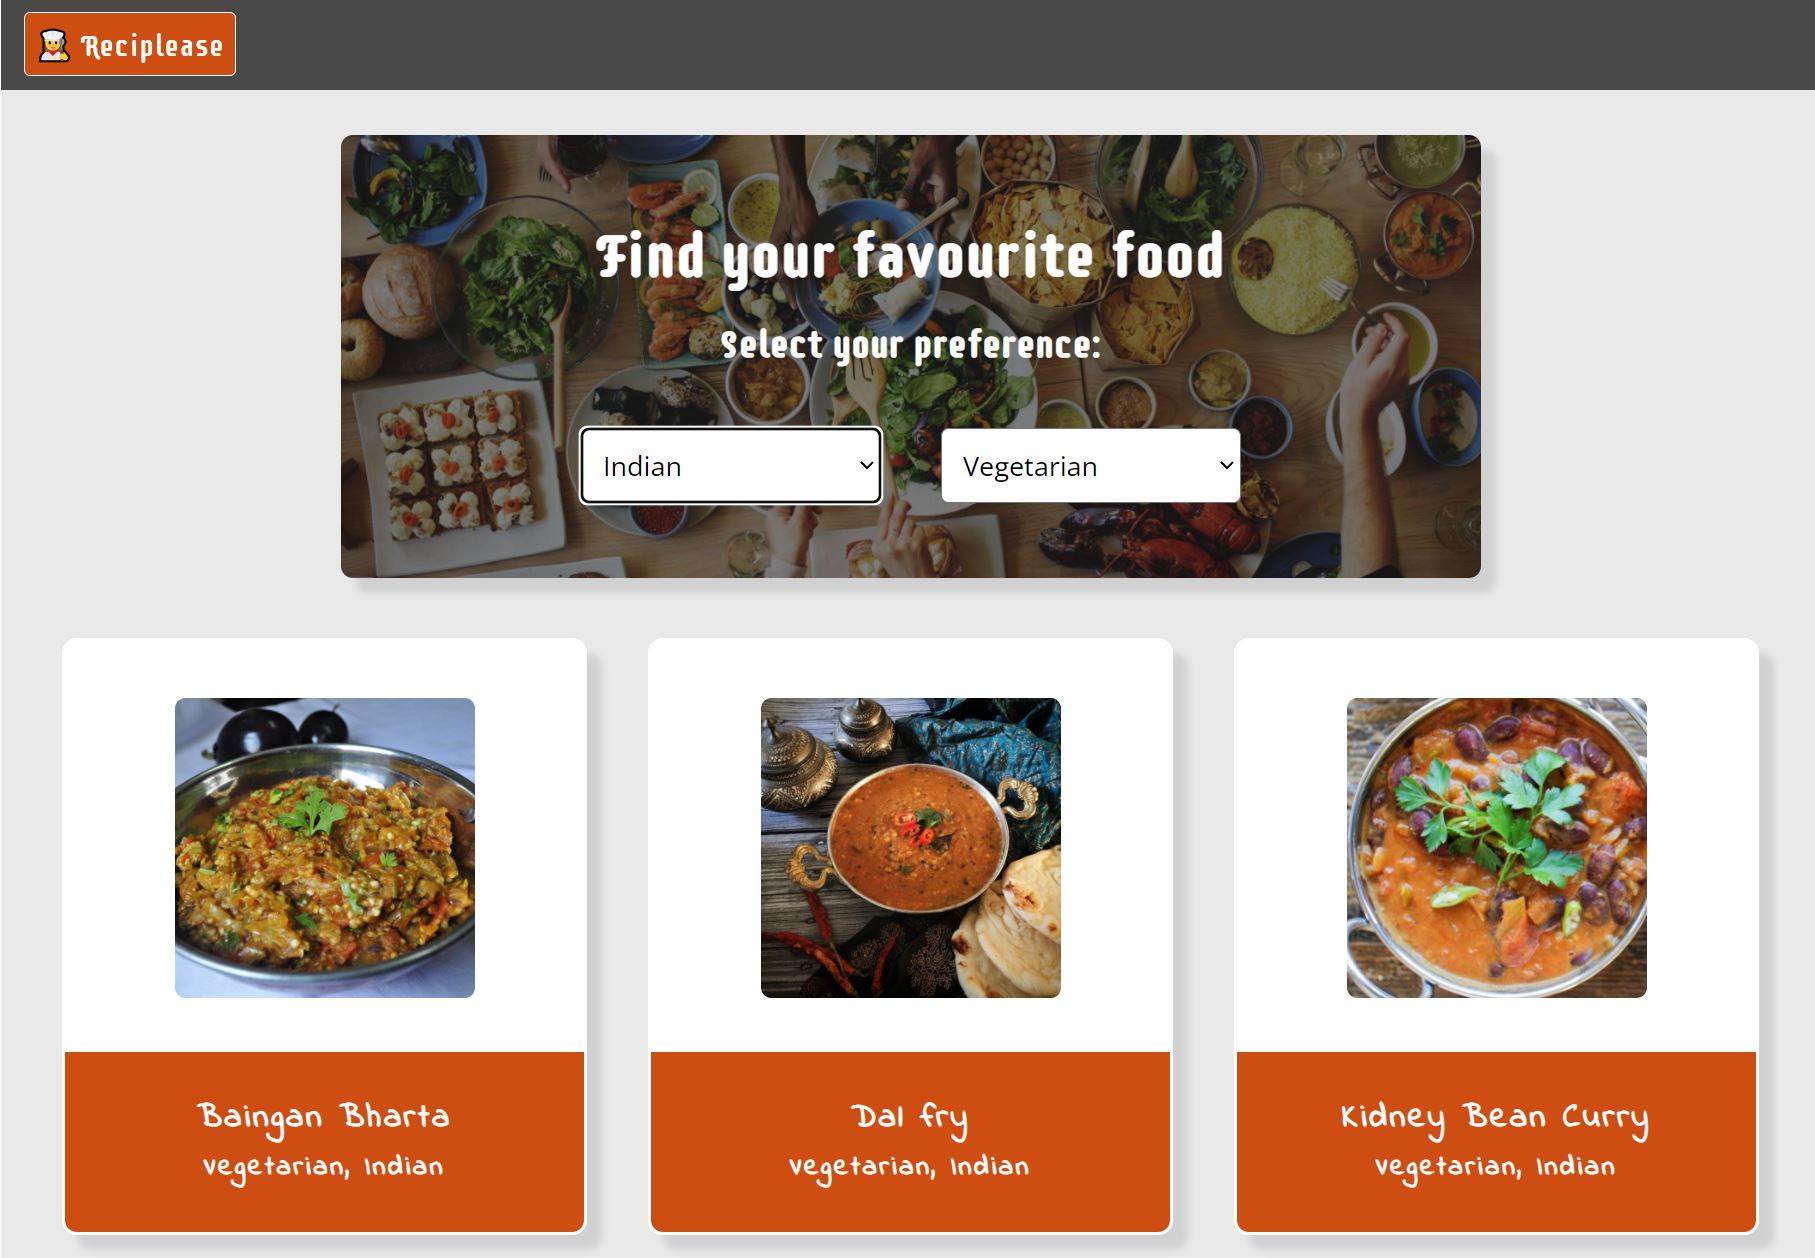 Reciplease
Find your favourite food
Select your preference:
Indian
Vegetarian
Baingan Bharta
vegetarian, Indian
Dal fry
vegetarian, Indian
Kidney Bean Curry
vegetarian, Indian